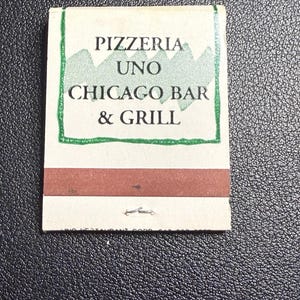 PIZZERIA
UNO
CHICAGO BAR
& GRILL